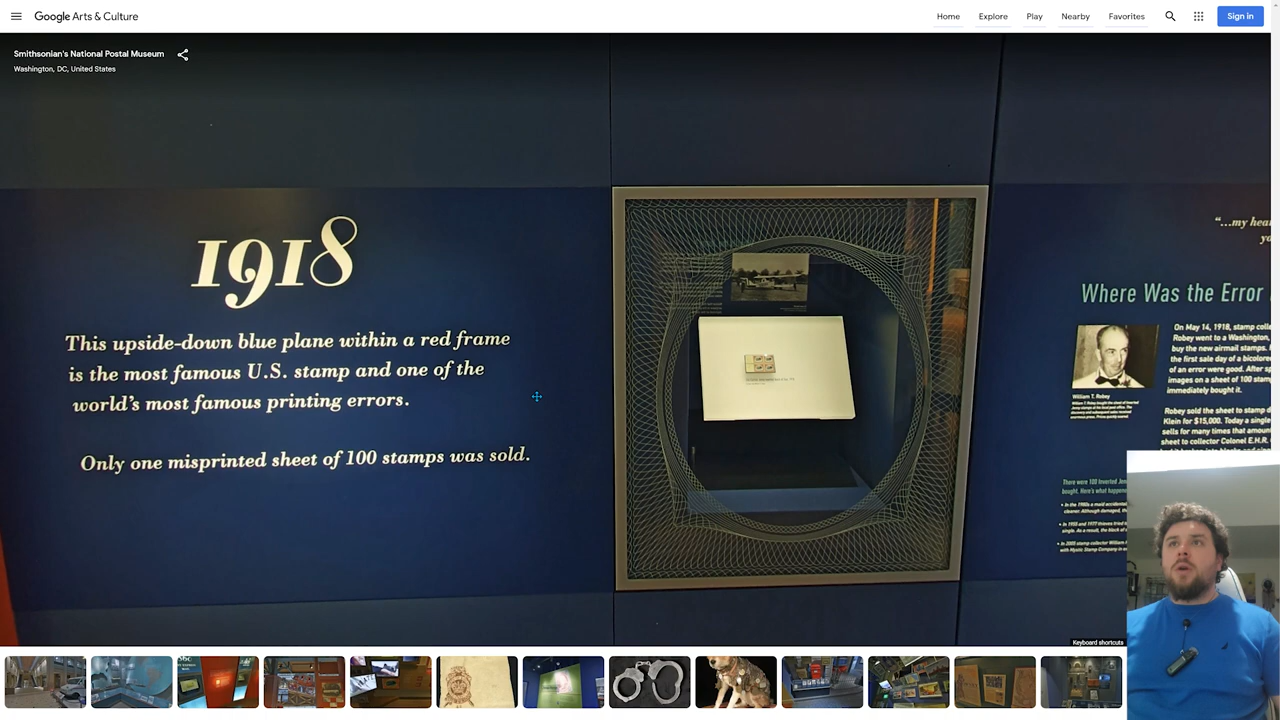 Google Arts & Culture
Home
Explore
Play
Nearby
Favorites
Sign in
Smithsonian's National Postal Museum
Washington, DC, United States
1918
This upside-down blue plane within a red frame
is the most famous U.S. stamp and one of the
world's most famous printing errors.
Only one misprinted sheet of 100 stamps was sold.
"...my hear
yo
Where Was the Error
On May 14, 1918, stamp colle
Robey went to a Washington,
buy the new airmail stamps.
the first sale day of a bicolored
of an error were good. After sp
images on a sheet of 100 stamp
immediately bought it.
William T. Robey
Robey sold the sheet to stamp d
Klein for $15,000. Today a single
sells for many times that amoun
sheet to collector Colonel E.H.R.
There were 100 Inverted Jen
bought. Here's what happene
Keyboard shortcuts